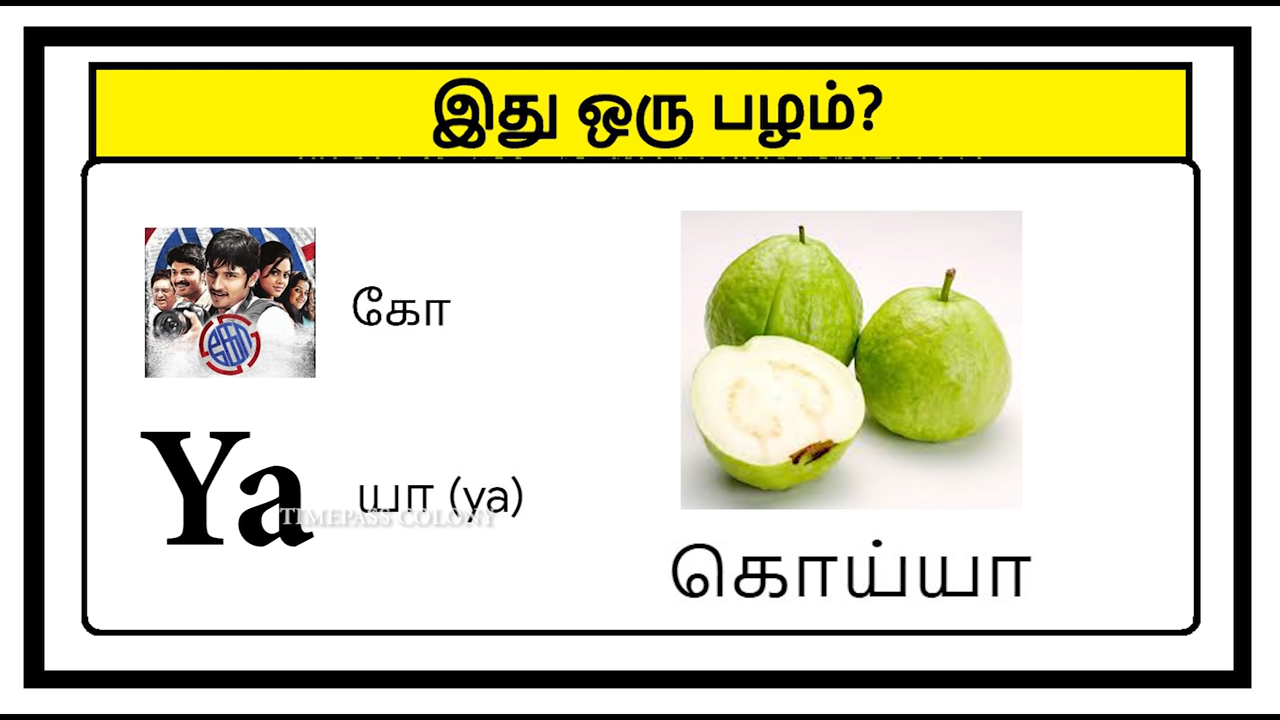 இது ஒரு பழம்?
கோ
கோ
Ya
யா (ya)
TIMEPASS COLONY
கொய்யா